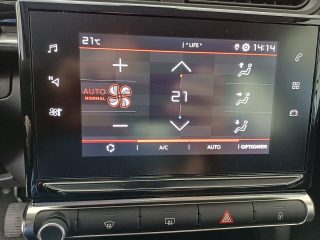 21°C | "LIFE" 14:14
+
21
AUTO
NORMAL
−
A/C AUTO OPTIONEN
N